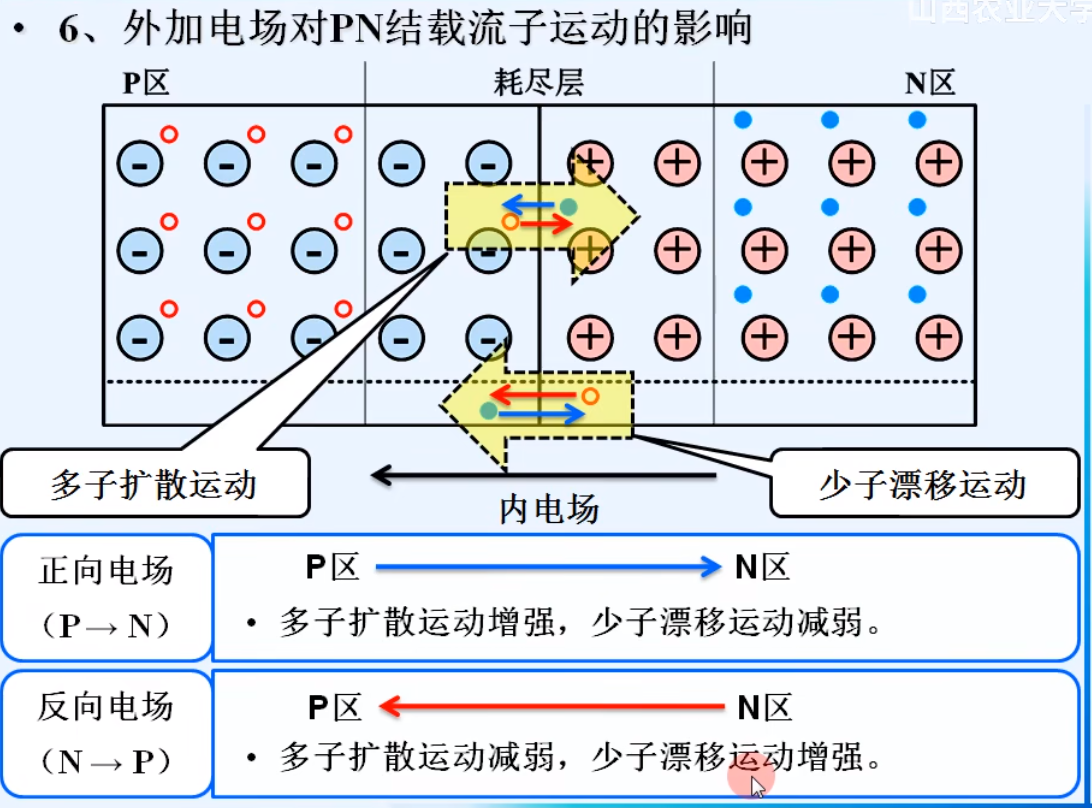 山西农业大学
• 6、外加电场对PN结载流子运动的影响
P区 耗尽层 N区
- - - - - + + + + +
- - - - - + + + + +
- - - - - + + + + +
多子扩散运动
内电场
少子漂移运动
正向电场
（P→ N）
P区 N区
• 多子扩散运动增强，少子漂移运动减弱。
反向电场
（N → P）
P区 N区
• 多子扩散运动减弱，少子漂移运动增强。